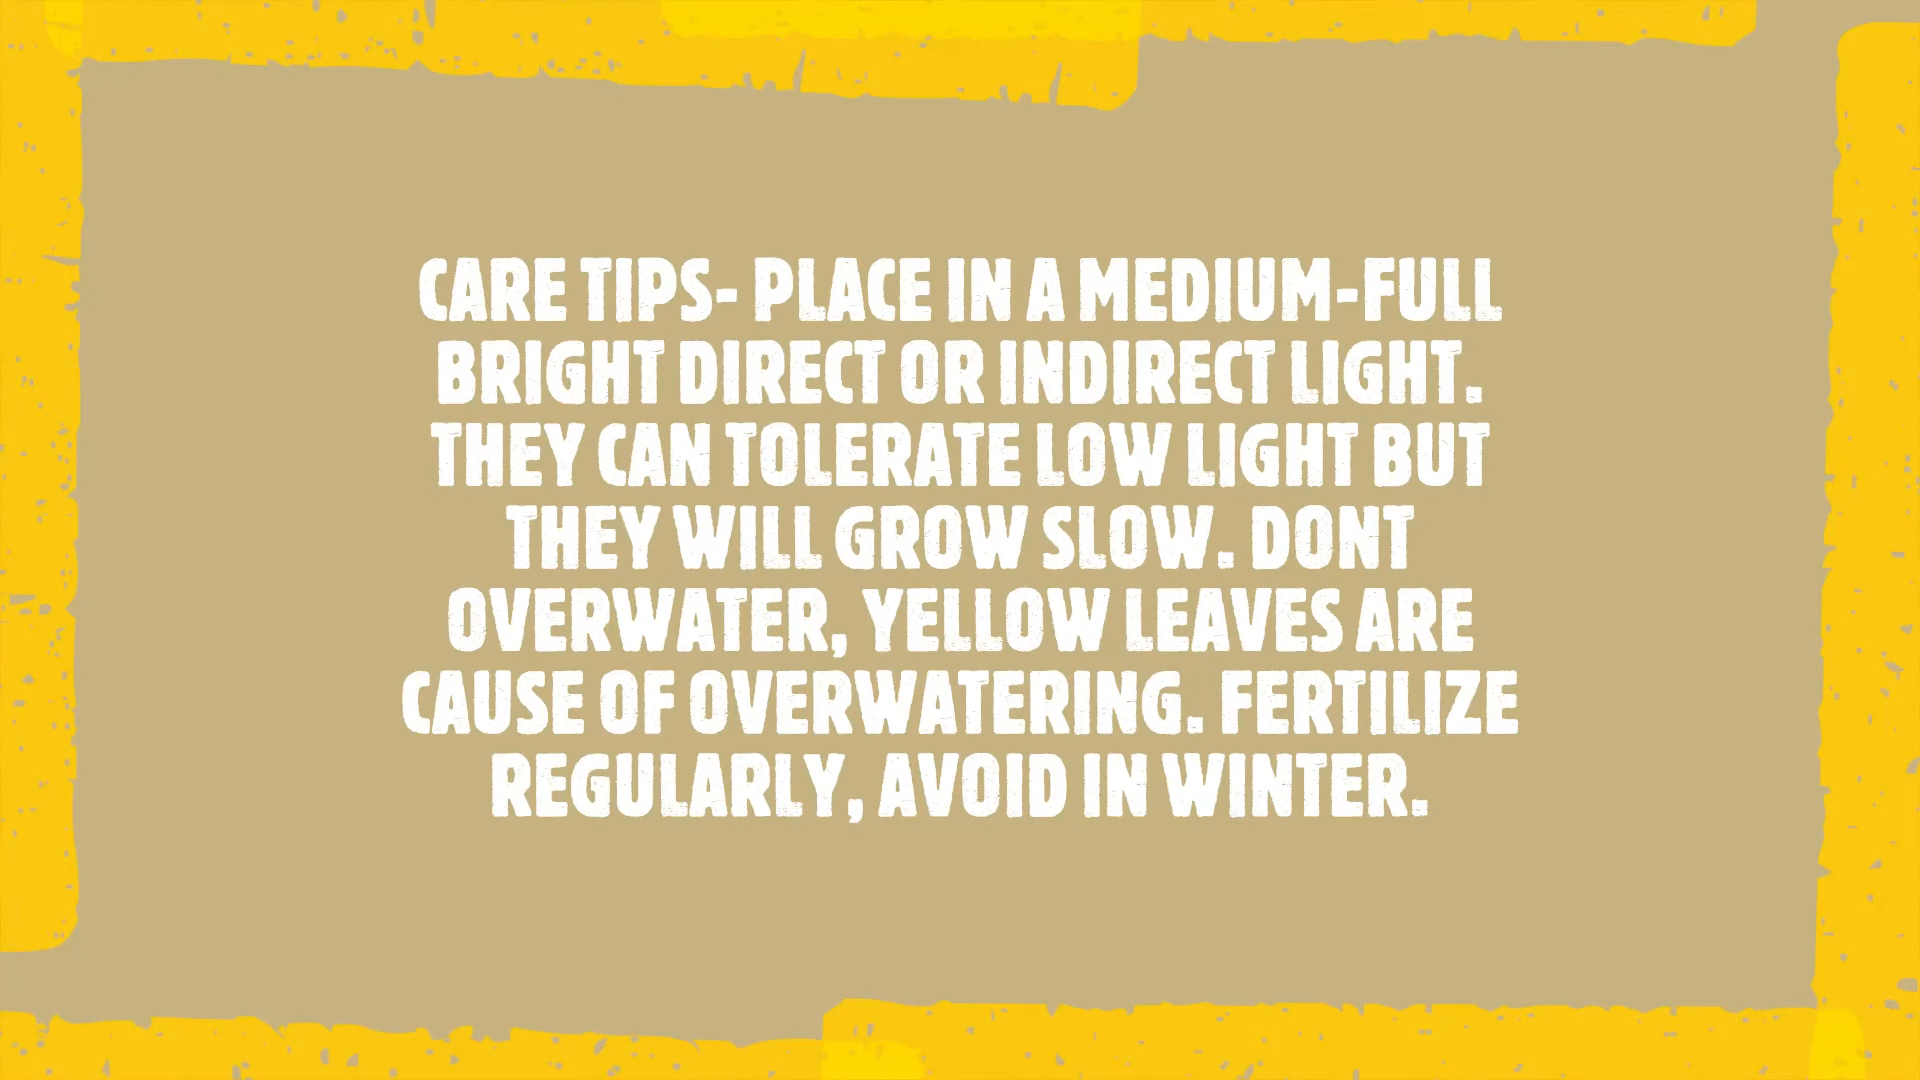 CARE TIPS- PLACE IN A MEDIUM-FULL
BRIGHT DIRECT OR INDIRECT LIGHT.
THEY CAN TOLERATE LOW LIGHT BUT
THEY WILL GROW SLOW. DONT
OVERWATER, YELLOW LEAVES ARE
CAUSE OF OVERWATERING. FERTILIZE
REGULARLY, AVOID IN WINTER.